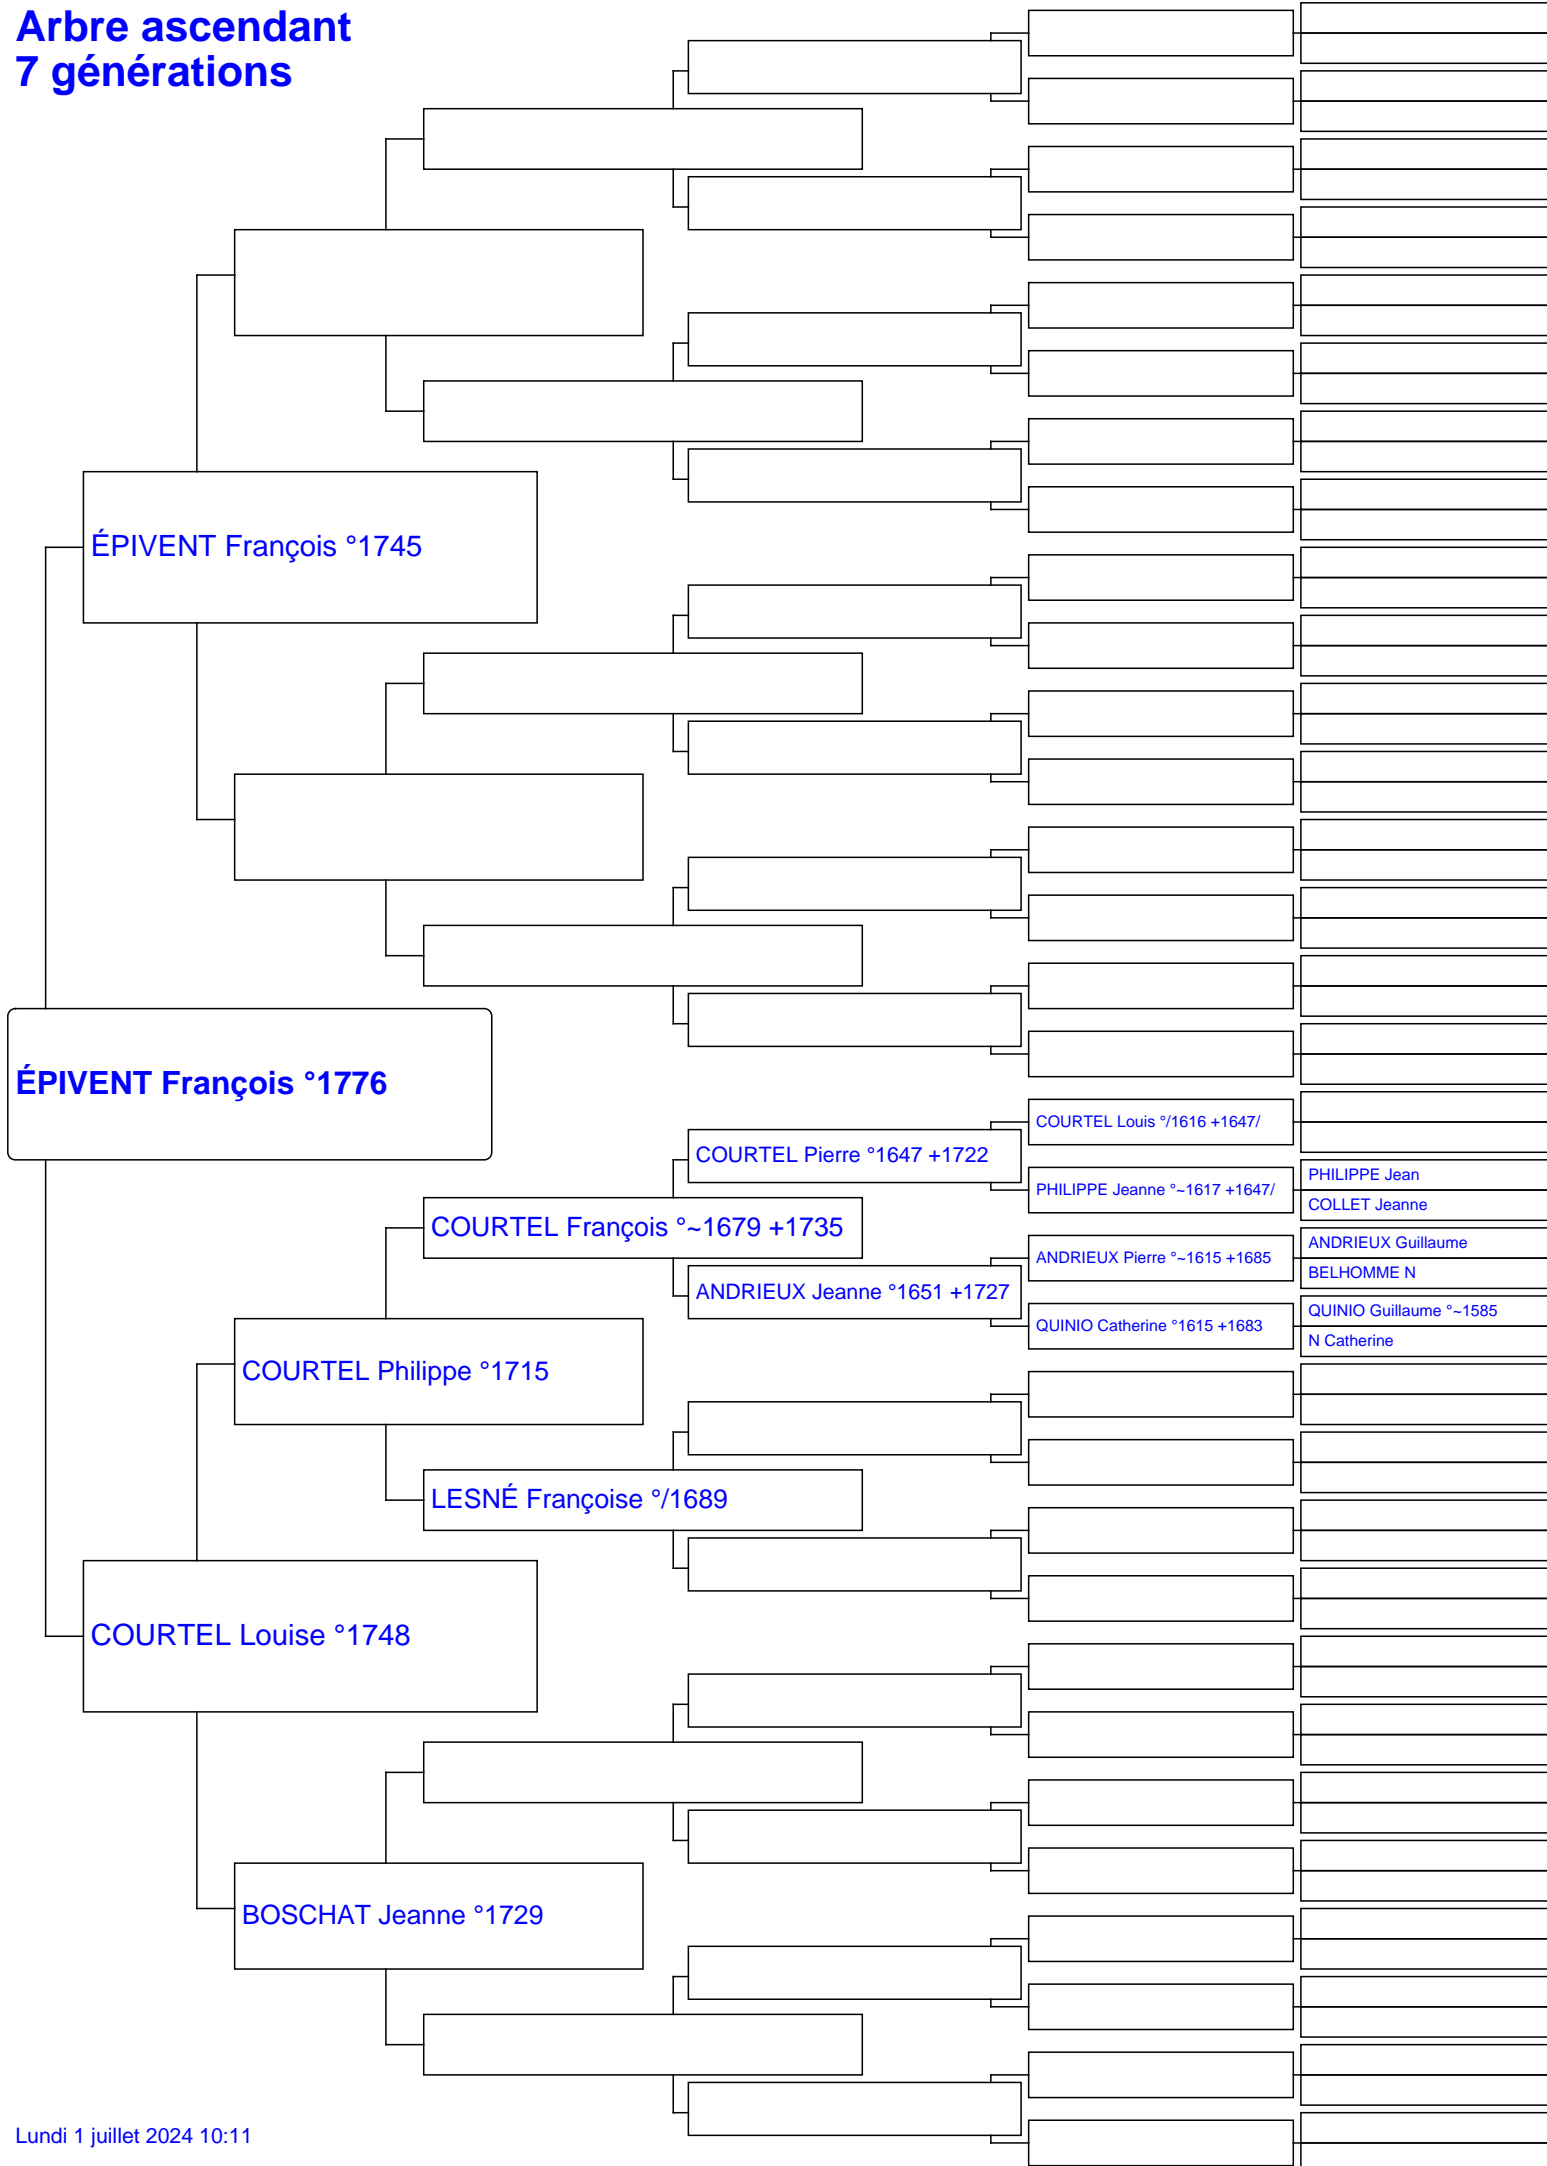 Arbre ascendant
7 générations
ÉPIVENT François °1745
ÉPIVENT François °1776
COURTEL Louis °/1616 +1647/
COURTEL Pierre °1647 +1722
PHILIPPE Jean
PHILIPPE Jeanne °~1617 +1647/
COLLET Jeanne
COURTEL François °~1679 +1735
ANDRIEUX Guillaume
ANDRIEUX Pierre °~1615 +1685
BELHOMME N
ANDRIEUX Jeanne °1651 +1727
QUINIO Guillaume °~1585
QUINIO Catherine °1615 +1683
N Catherine
COURTEL Philippe °1715
LESNÉ Françoise °/1689
COURTEL Louise °1748
BOSCHAT Jeanne °1729
Lundi 1 juillet 2024 10:11